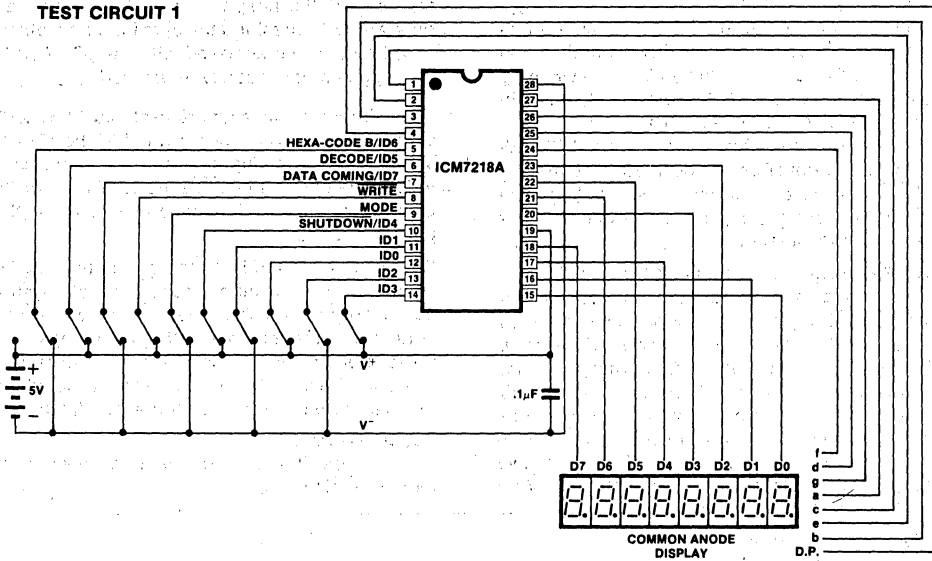 TEST CIRCUIT 1
ICM7218A
1
2
3
4
5
6
7
8
9
10
11
12
13
14
28
27
26
25
24
23
22
21
20
19
18
17
16
15
HEXA-CODE B/ID6
DECODE/ID5
DATA COMING/ID7
WRITE
MODE
SHUTDOWN/ID4
ID1
ID0
ID2
ID3
+
5V
−
V+
V−
.1µF
D7 D6 D5 D4 D3 D2 D1 D0
f
d
g
a
c
e
b
D.P.
COMMON ANODE
DISPLAY